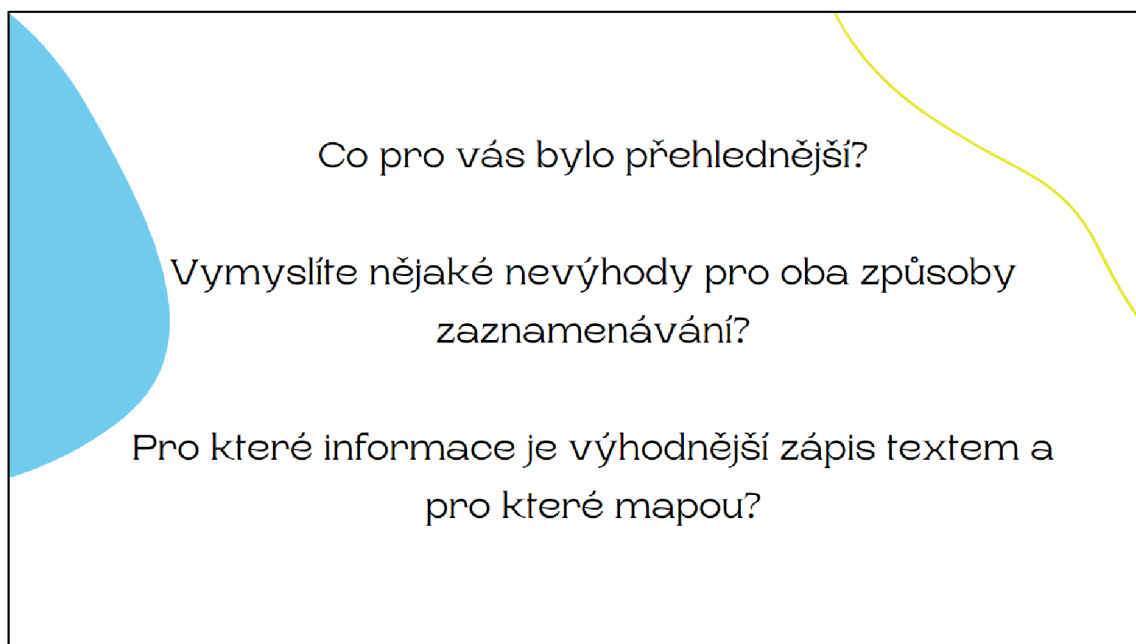 Co pro vás bylo přehlednější?
Vymyslíte nějaké nevýhody pro oba způsoby
zaznamenávání?
Pro které informace je výhodnější zápis textem a
pro které mapou?